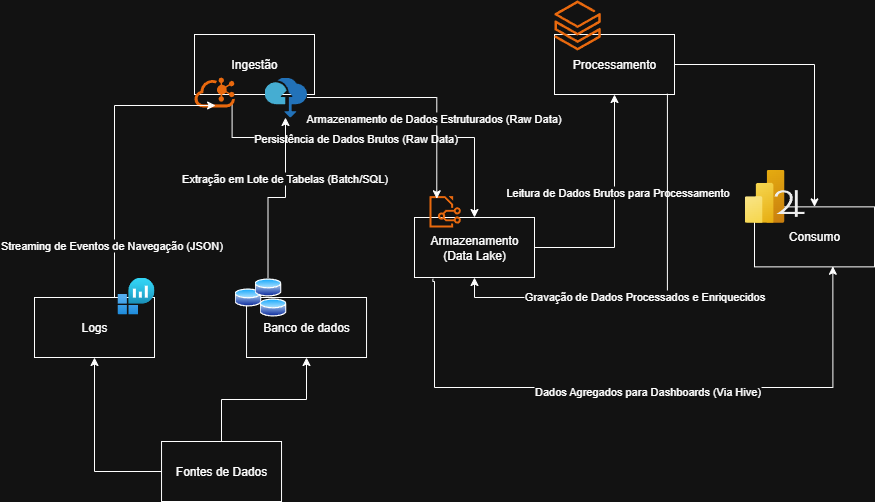 Ingestão
Processamento
Armazenamento de Dados Estruturados (Raw Data)
Persistência de Dados Brutos (Raw Data)
Extração em Lote de Tabelas (Batch/SQL)
Leitura de Dados Brutos para Processamento
Streaming de Eventos de Navegação (JSON)
Armazenamento
(Data Lake)
Consumo
Gravação de Dados Processados e Enriquecidos
Logs
Banco de dados
Dados Agregados para Dashboards (Via Hive)
Fontes de Dados